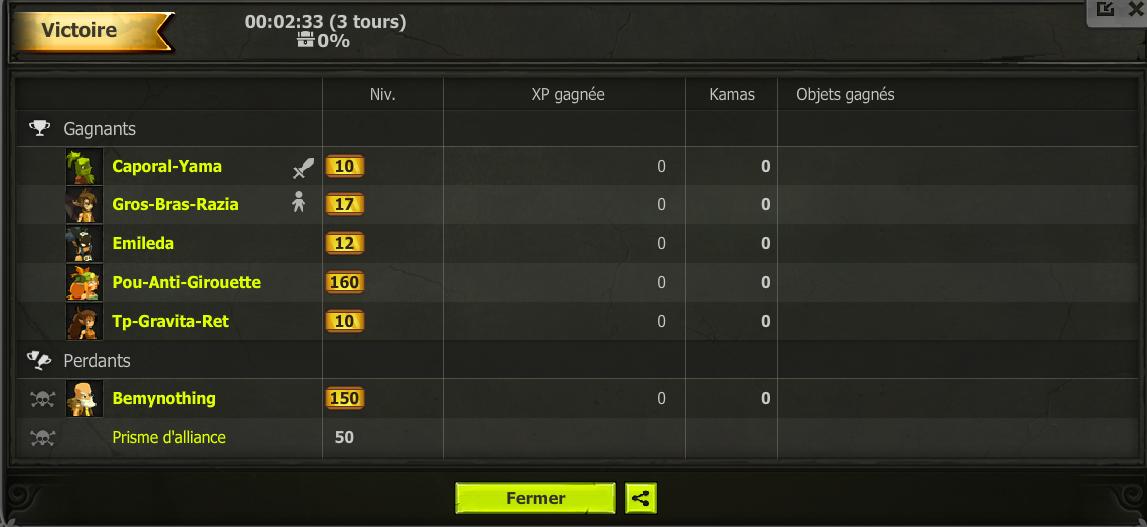 Victoire
00:02:33 (3 tours)
0%
Niv. XP gagnée Kamas Objets gagnés
Gagnants
Caporal-Yama 10 0 0
Gros-Bras-Razia 17 0 0
Emileda 12 0 0
Pou-Anti-Girouette 160 0 0
Tp-Gravita-Ret 10 0 0
Perdants
Bemynothing 150 0 0
Prisme d'alliance 50
Fermer